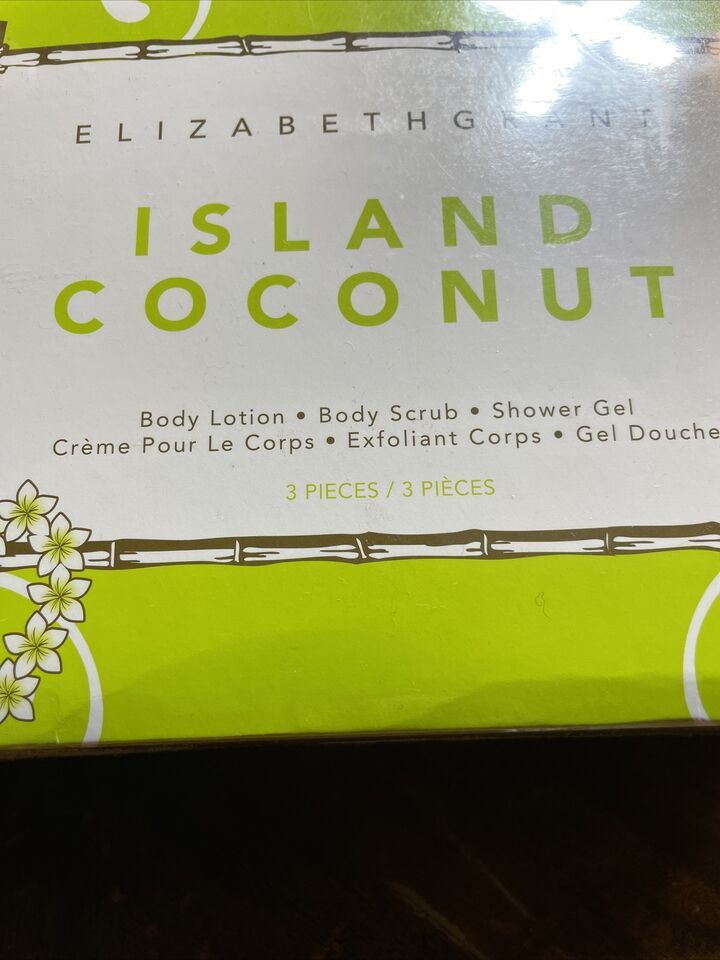 ELIZABETHGRANT
ISLAND
COCONUT
Body Lotion • Body Scrub • Shower Gel
Crème Pour Le Corps • Exfoliant Corps • Gel Douche
3 PIECES / 3 PIÈCES